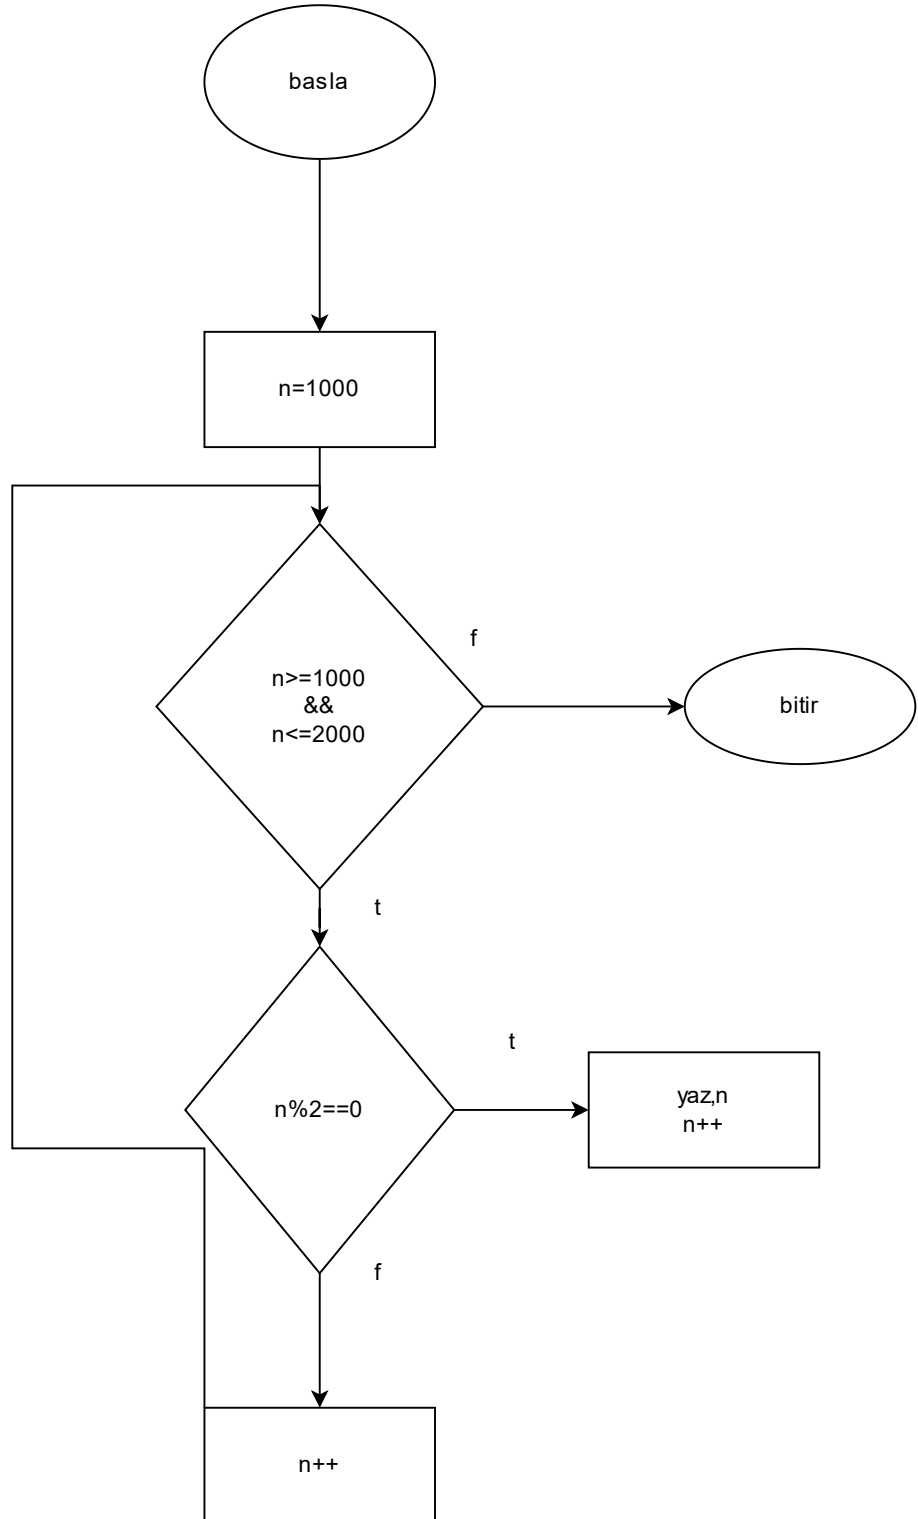 basla
n=1000
n>=1000
&&
n<=2000
f
bitir
t
n%2==0
t
yaz,n
n++
f
n++